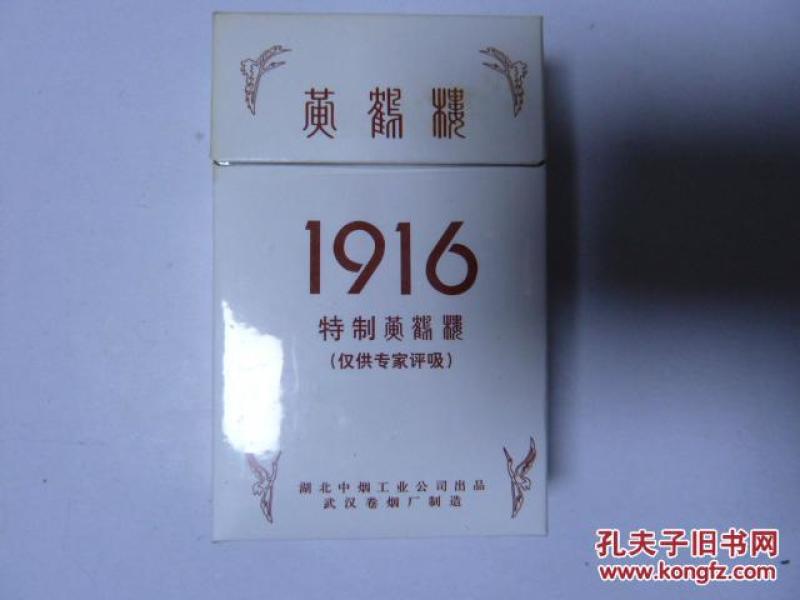 黄鹤楼
1916
特制黄鹤楼
(仅供专家评吸)
湖北中烟工业公司出品
武汉卷烟厂制造
孔夫子旧书网
www.kongfz.com